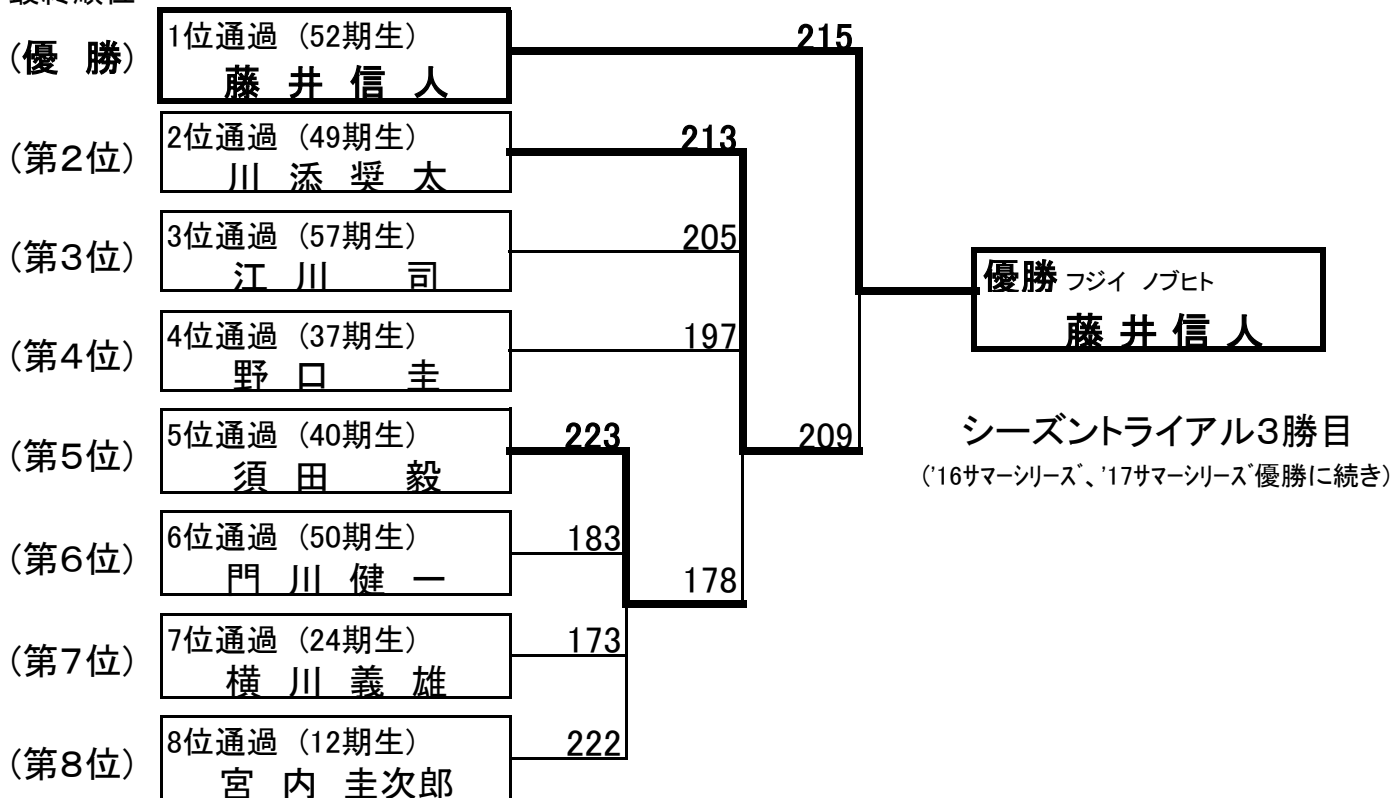 (優 勝)
1位通過 (52期生)
藤 井 信 人
215
(第2位)
2位通過 (49期生)
川 添 奨 太
213
(第3位)
3位通過 (57期生)
江 川 司
205
(第4位)
4位通過 (37期生)
野 口 圭
197
(第5位)
5位通過 (40期生)
須 田 毅
223
209
(第6位)
6位通過 (50期生)
門 川 健 一
183
178
(第7位)
7位通過 (24期生)
横 川 義 雄
173
(第8位)
8位通過 (12期生)
宮 内 圭次郎
222
優勝 フジイ ノブヒト
藤 井 信 人
シーズントライアル3勝目
('16サマーシリーズ、'17サマーシリーズ優勝に続き)